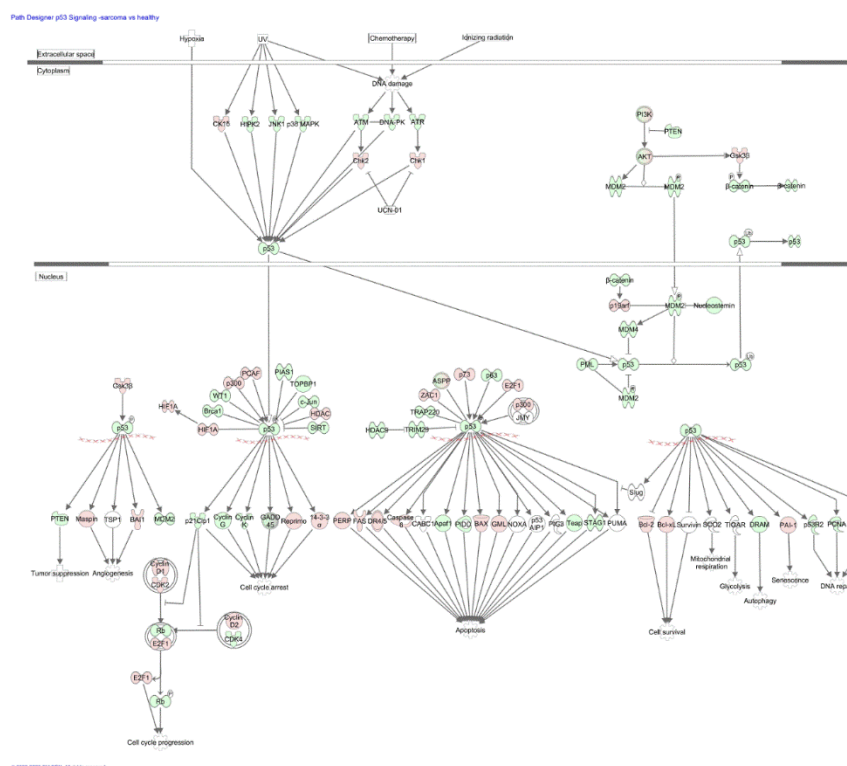 Path Designer p53 Signaling -sarcoma vs healthy
Hypoxia
UV
Chemotherapy
Ionizing radiation
Extracellular space
Cytoplasm
DNA damage
CK1δ
HIPK2
JNK1
p38 MAPK
ATM
DNA-PK
ATR
PI3K
PTEN
Chk2
Chk1
AKT
Gsk3β
P
MDM2
P
MDM2
β-catenin
β-catenin
UCN-01
p53
p53
Ub
p53
Nucleus
β-catenin
p19arf
MDM2
P
Nucleostemin
MDM4
PML
p53
p53
Ub
MDM2
P
Gsk3β
p300
PCAF
PIAS1
WT1
TOPBP1
Brca1
c-Jun
HDAC
HIF1A
HIF1A
SIRT
p53
P
p53
ASPP
p73
p63
E2F1
ZAC1
p300
JMY
TRAP220
HDAC9
TRIM29
p53
p53
Slug
PTEN
Maspin
TSP1
BAI1
MCM2
p21Cip1
Cyclin
G
Cyclin
K
GADD
45
Reprimo
14-3-3
σ
PERP
FAS
DR4/5
Caspase
6
CABC1
Apaf1
PIDD
BAX
GML
NOXA
p53
AIP1
PIG3
Teap
STAG1
PUMA
Bcl-2
Bcl-xL
Survivin
SCO2
TIGAR
DRAM
PAI-1
p53R2
PCNA
Tumor suppression
Angiogenesis
Cell cycle arrest
Mitochondrial
respiration
Glycolysis
Autophagy
Senescence
DNA repa
Cyclin
D1
CDK2
Cyclin
D2
CDK4
Rb
E2F1
Apoptosis
Cell survival
E2F1
Rb
P
Cell cycle progression